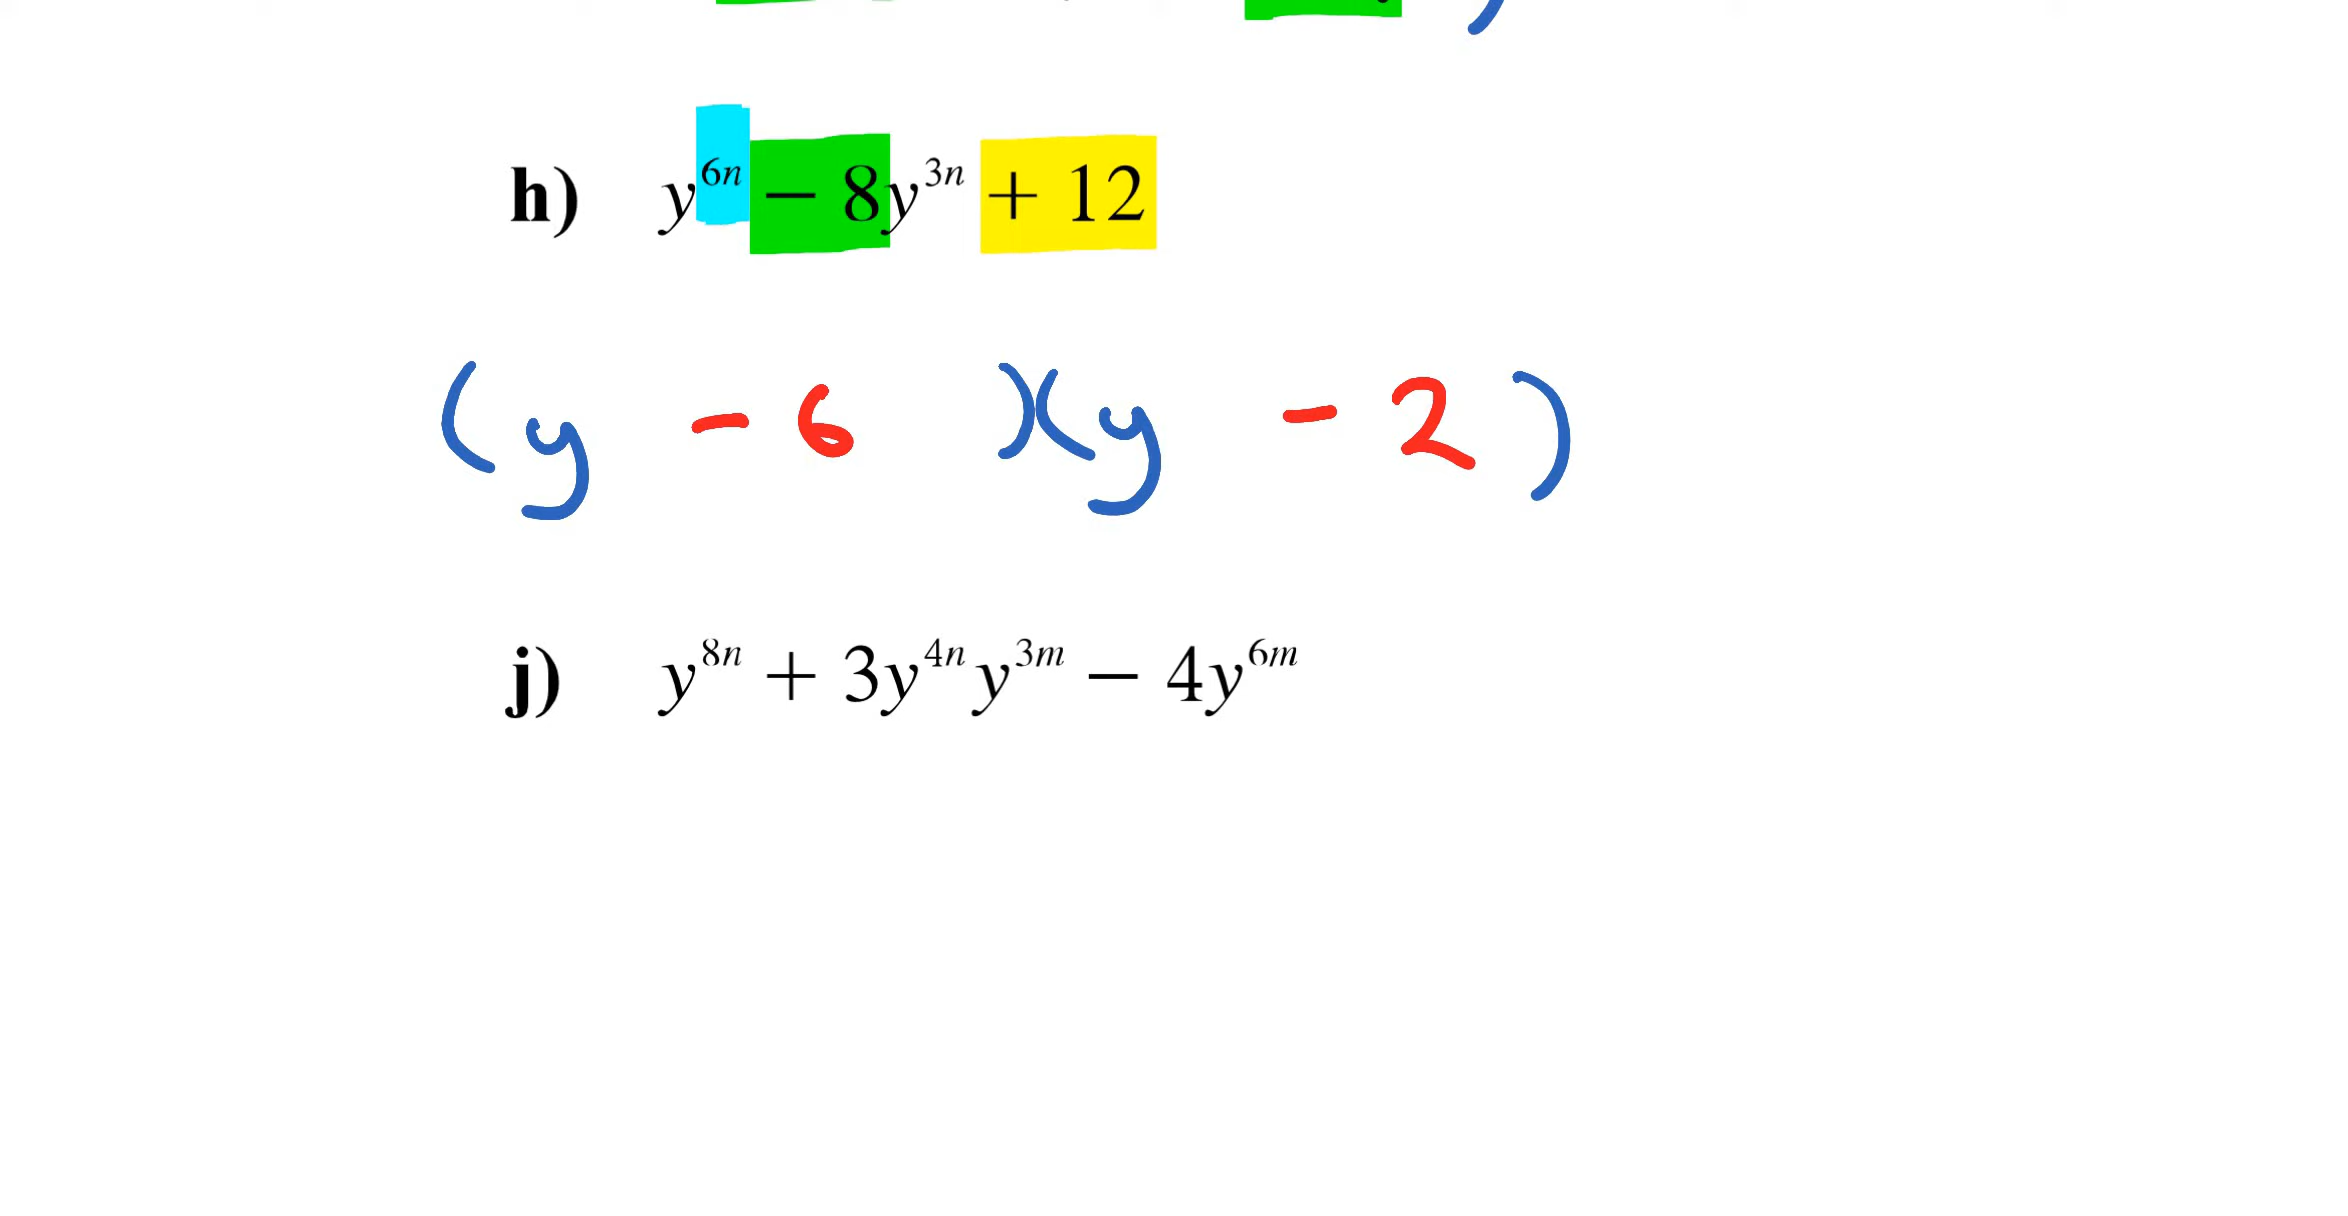 h) y^{6n} − 8y^{3n} + 12
(y - 6 )(y - 2 )
j) y^{8n} + 3y^{4n}y^{3m} − 4y^{6m}